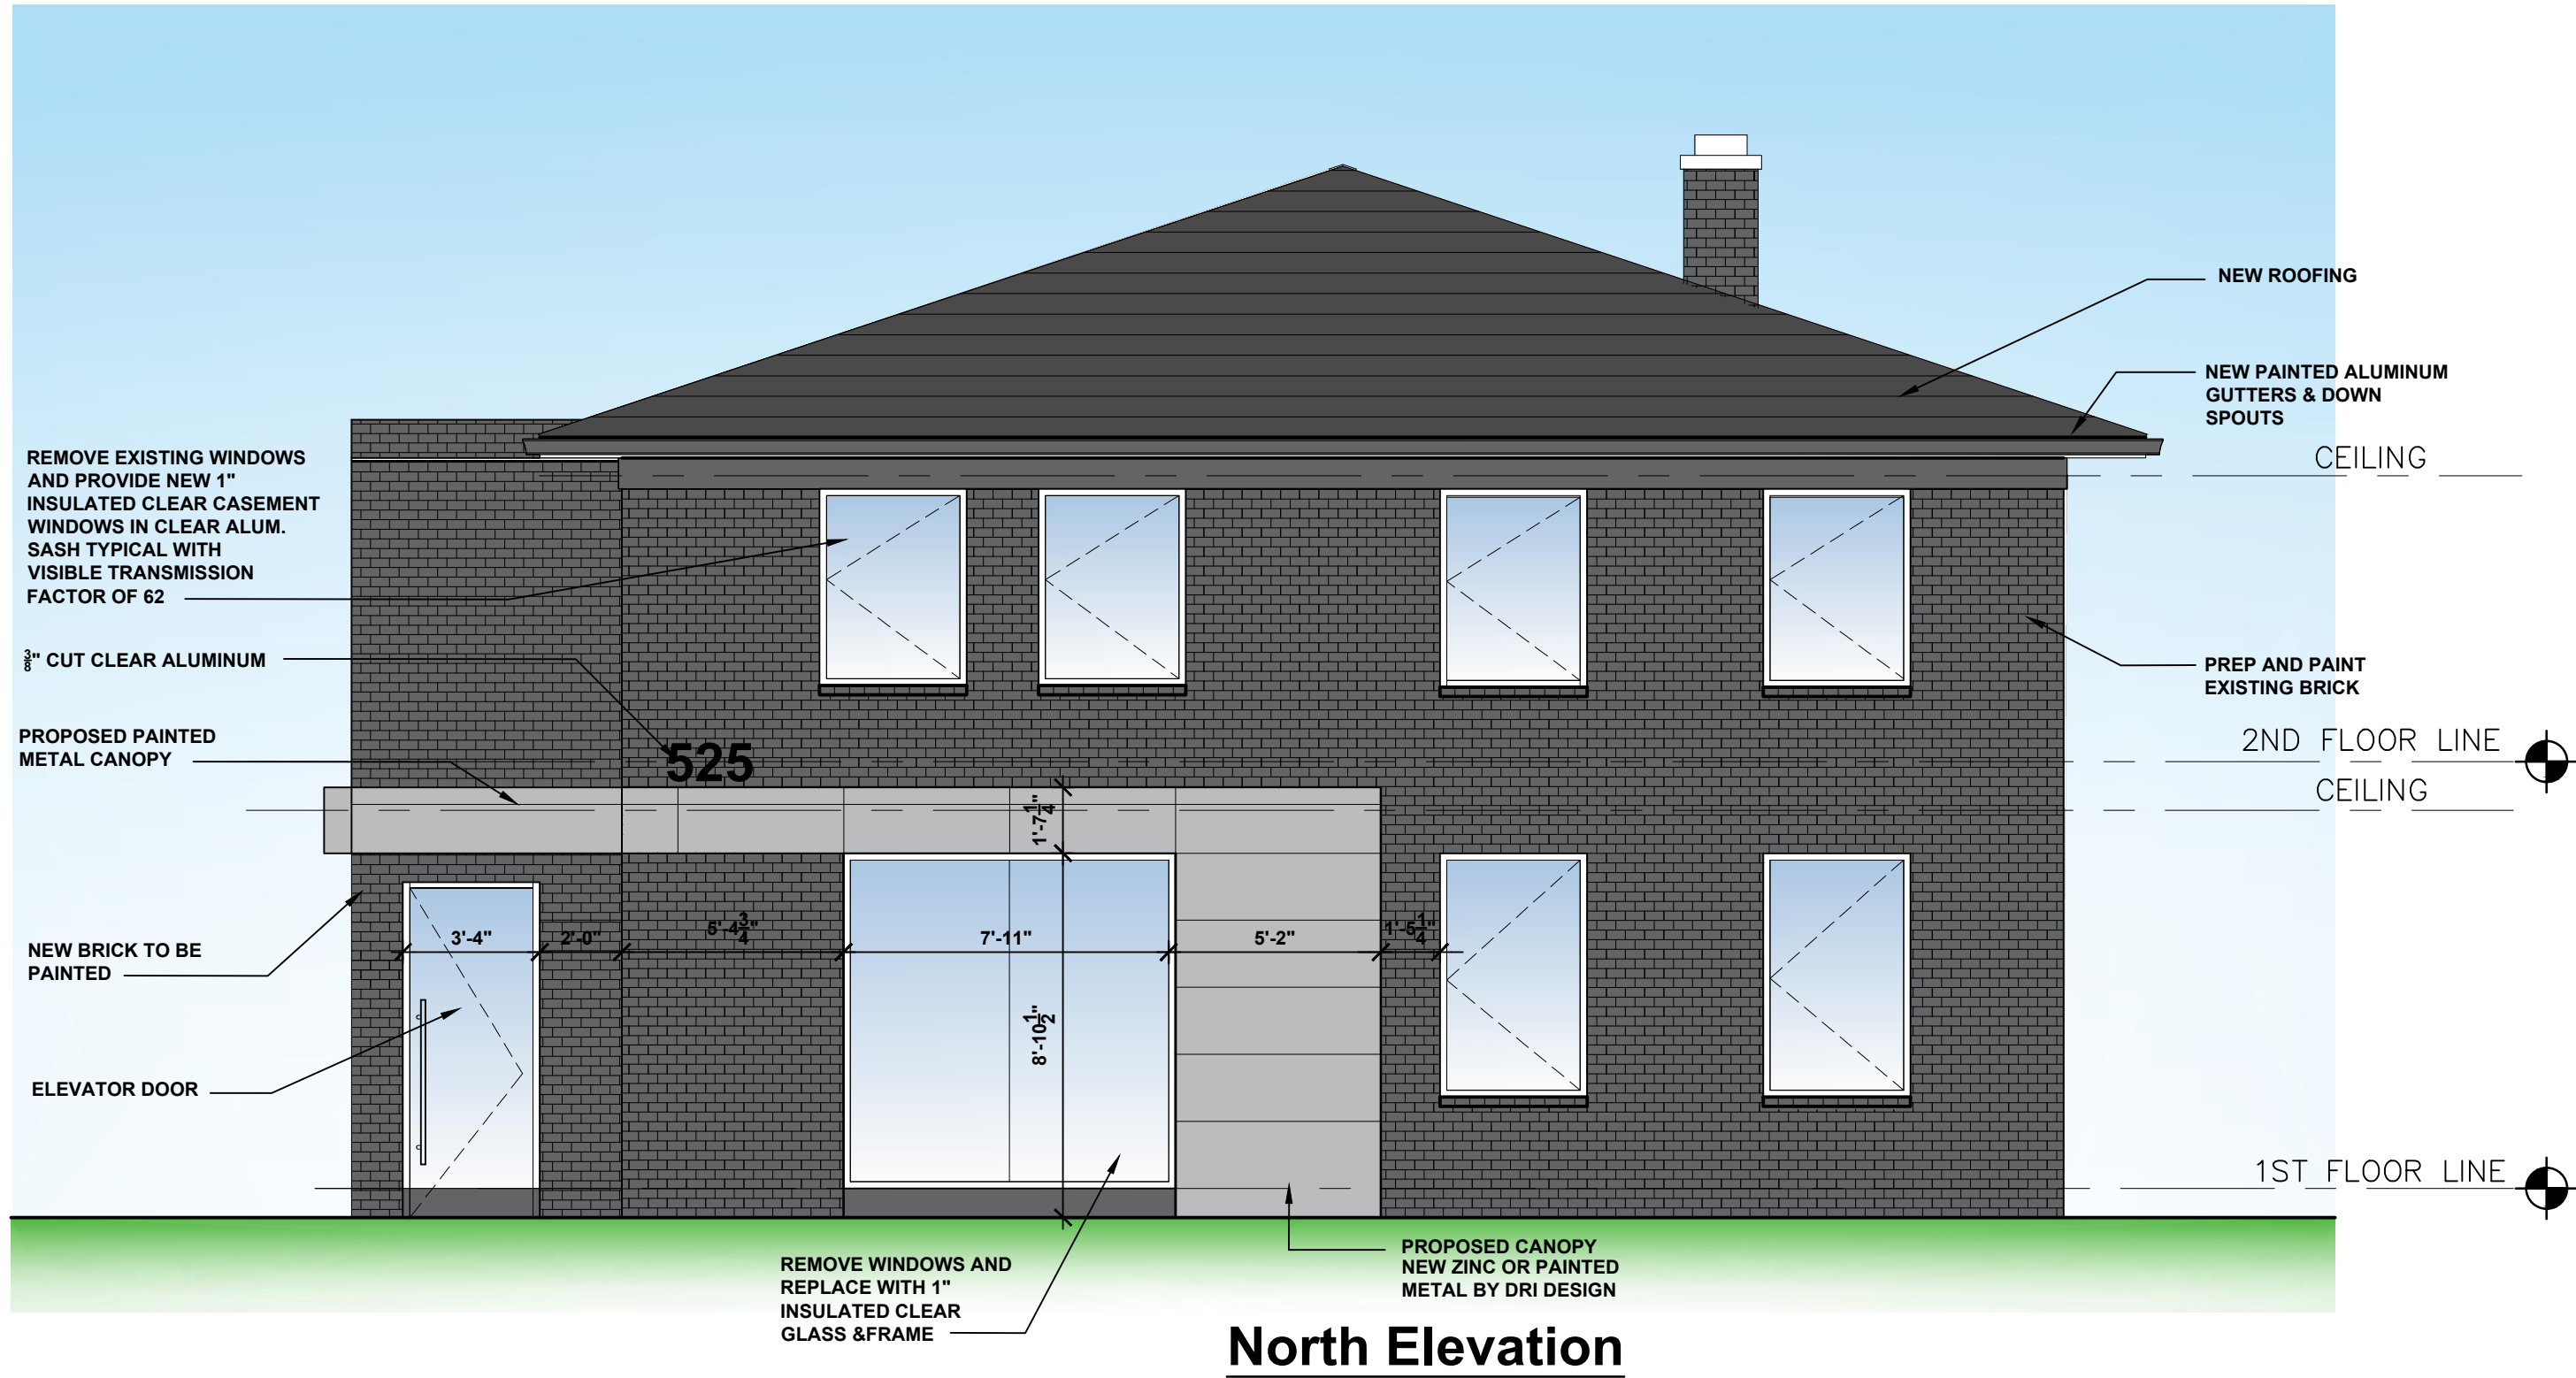 NEW ROOFING
NEW PAINTED ALUMINUM
GUTTERS & DOWN
SPOUTS
CEILING
REMOVE EXISTING WINDOWS
AND PROVIDE NEW 1"
INSULATED CLEAR CASEMENT
WINDOWS IN CLEAR ALUM.
SASH TYPICAL WITH
VISIBLE TRANSMISSION
FACTOR OF 62
3/8" CUT CLEAR ALUMINUM
PREP AND PAINT
EXISTING BRICK
PROPOSED PAINTED
METAL CANOPY
525
2ND FLOOR LINE
CEILING
1'-7 1/4"
NEW BRICK TO BE
PAINTED
3'-4"
2'-0"
5'-4 3/4"
7'-11"
5'-2"
1'-5 1/4"
8'-10 1/2"
ELEVATOR DOOR
1ST FLOOR LINE
REMOVE WINDOWS AND
REPLACE WITH 1"
INSULATED CLEAR
GLASS &FRAME
PROPOSED CANOPY
NEW ZINC OR PAINTED
METAL BY DRI DESIGN
North Elevation